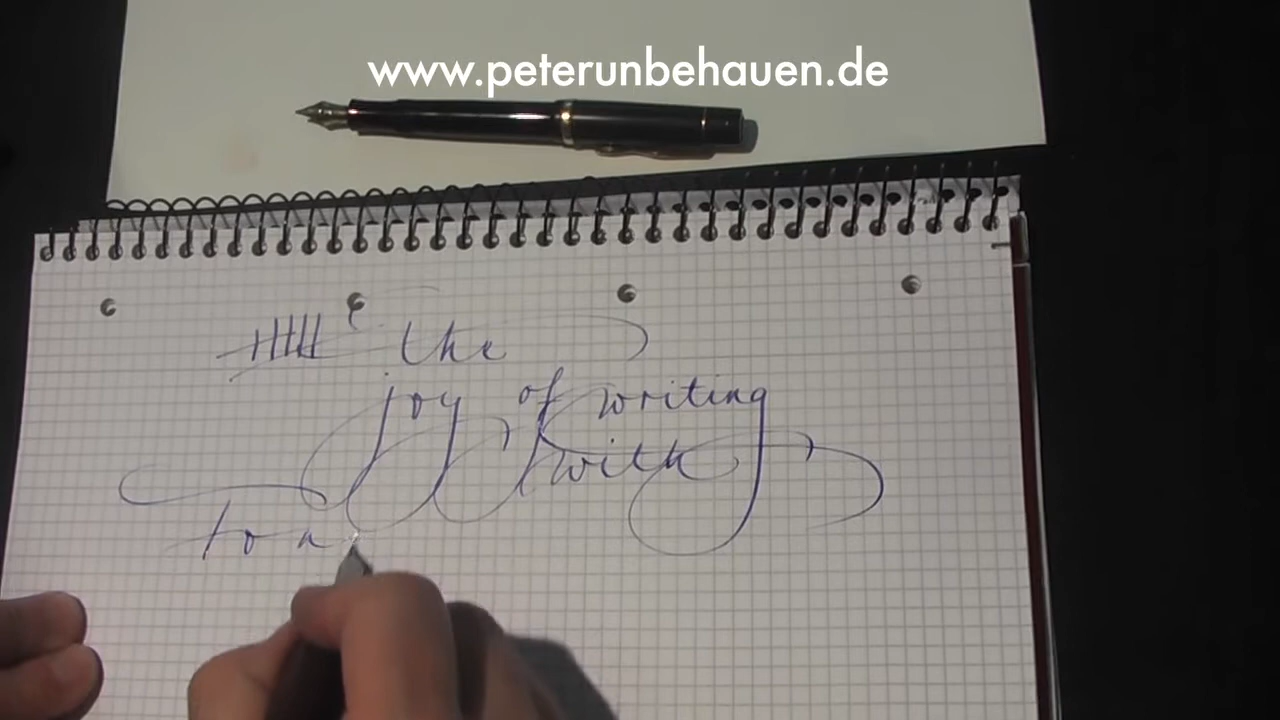 www.peterunbehauen.de
the
joy of writing
with
to a